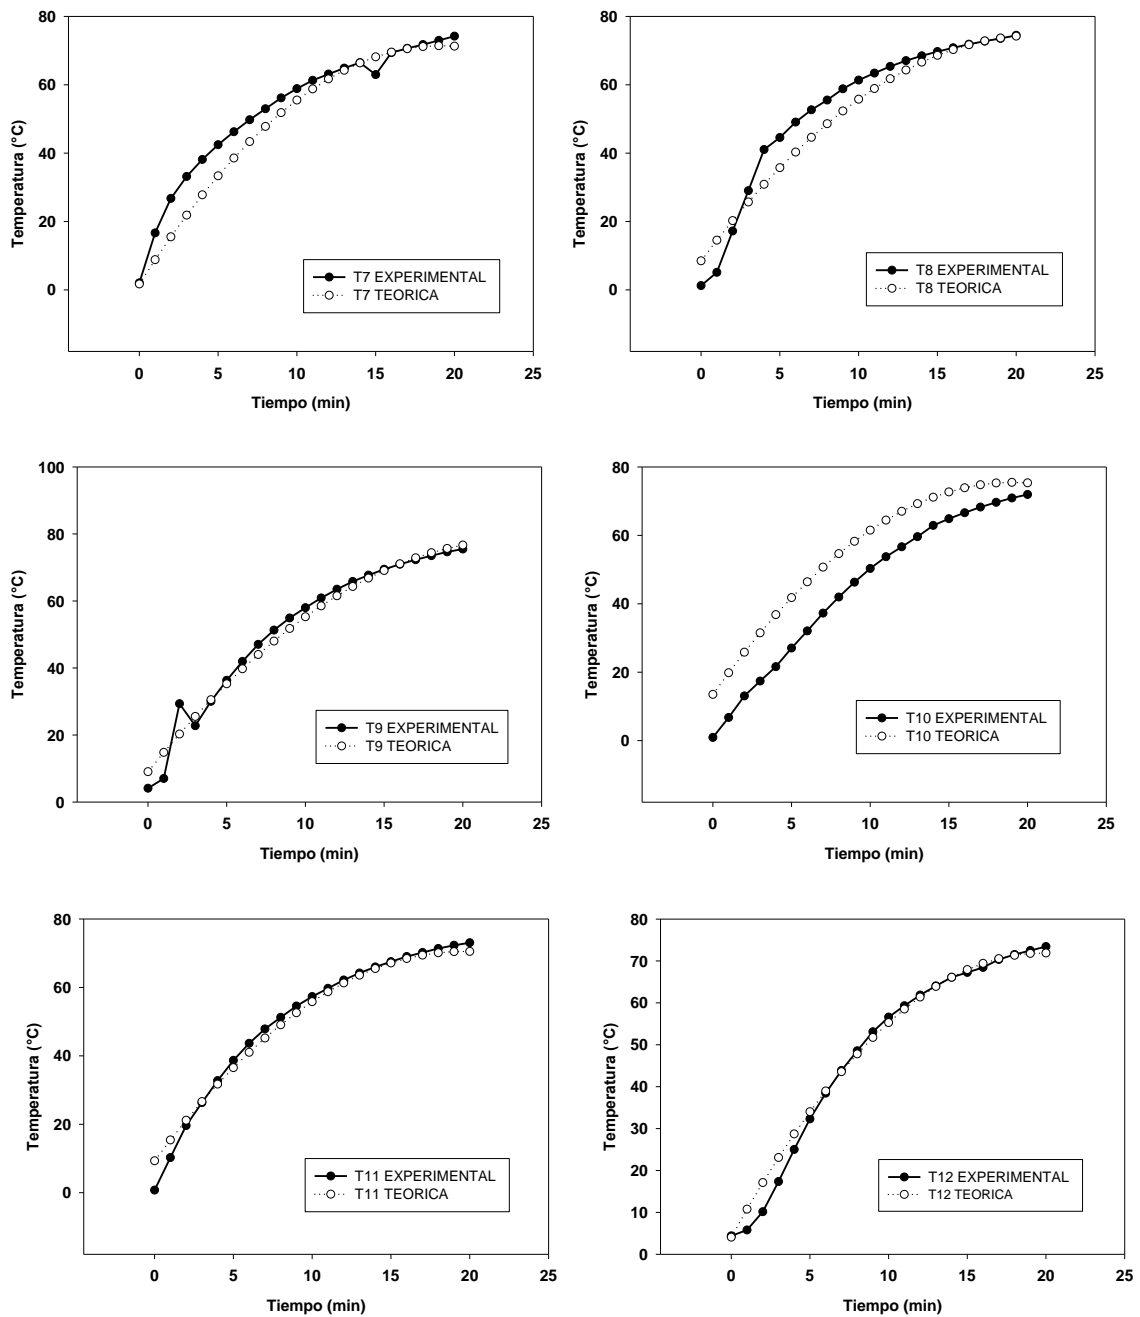 80
60
40
20
0
Temperatura (°C)
T7 EXPERIMENTAL
T7 TEORICA
0 5 10 15 20 25
Tiempo (min)
80
60
40
20
0
Temperatura (°C)
T8 EXPERIMENTAL
T8 TEORICA
0 5 10 15 20 25
Tiempo (min)
100
80
60
40
20
0
Temperatura (°C)
T9 EXPERIMENTAL
T9 TEORICA
0 5 10 15 20 25
Tiempo (min)
80
60
40
20
0
Temperatura (°C)
T10 EXPERIMENTAL
T10 TEORICA
0 5 10 15 20 25
Tiempo (min)
80
60
40
20
0
Temperatura (°C)
T11 EXPERIMENTAL
T11 TEORICA
0 5 10 15 20 25
Tiempo (min)
80
70
60
50
40
30
20
10
0
Temperatura (°C)
T12 EXPERIMENTAL
T12 TEORICA
0 5 10 15 20 25
Tiempo (min)